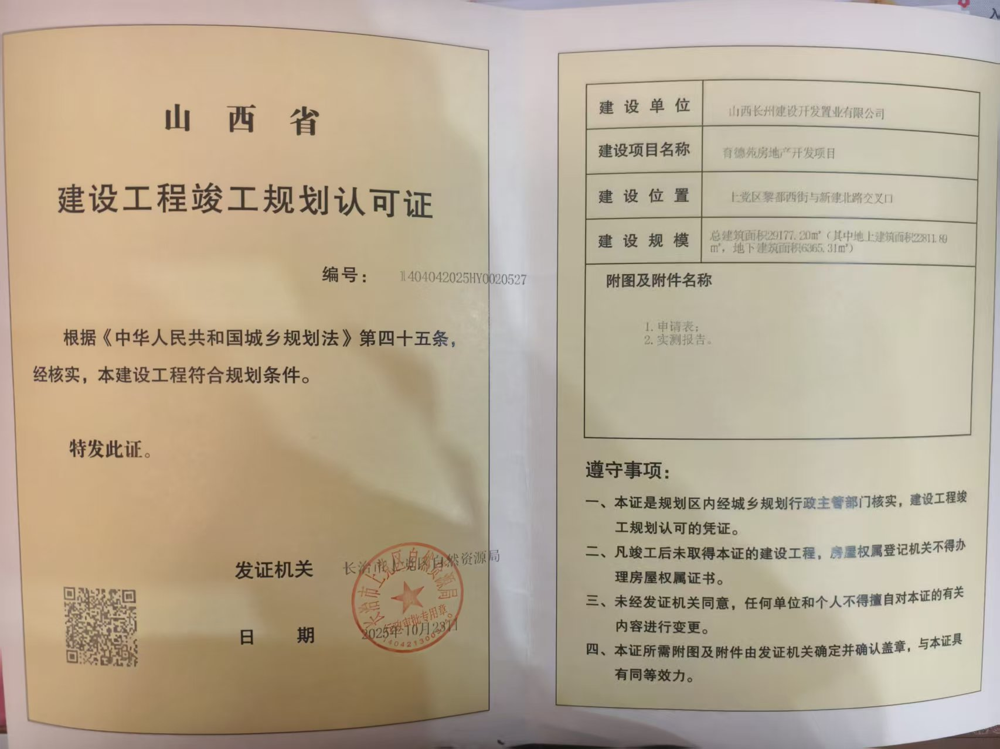 山西省
建设工程竣工规划认可证
编号: 1404042025HY0020527
根据《中华人民共和国城乡规划法》第四十五条,
经核实,本建设工程符合规划条件。
特发此证。
发证机关 长治市上党区自然资源局
日期 2025年10月23日
长治市上党区自然资源局
行政审批专用章
建设单位 山西长州建设开发置业有限公司
建设项目名称 育德苑房地产开发项目
建设位置 上党区黎都西街与新建北路交叉口
建设规模 总建筑面积29177.20㎡(其中地上建筑面积22811.89
㎡,地下建筑面积6365.31㎡)
附图及附件名称
1.申请表;
2.实测报告。
遵守事项:
一、本证是规划区内经城乡规划行政主管部门核实,建设工程竣
工规划认可的凭证。
二、凡竣工后未取得本证的建设工程,房屋权属登记机关不得办
理房屋权属证书。
三、未经发证机关同意,任何单位和个人不得擅自对本证的有关
内容进行变更。
四、本证所需附图及附件由发证机关确定并确认盖章,与本证具
有同等效力。